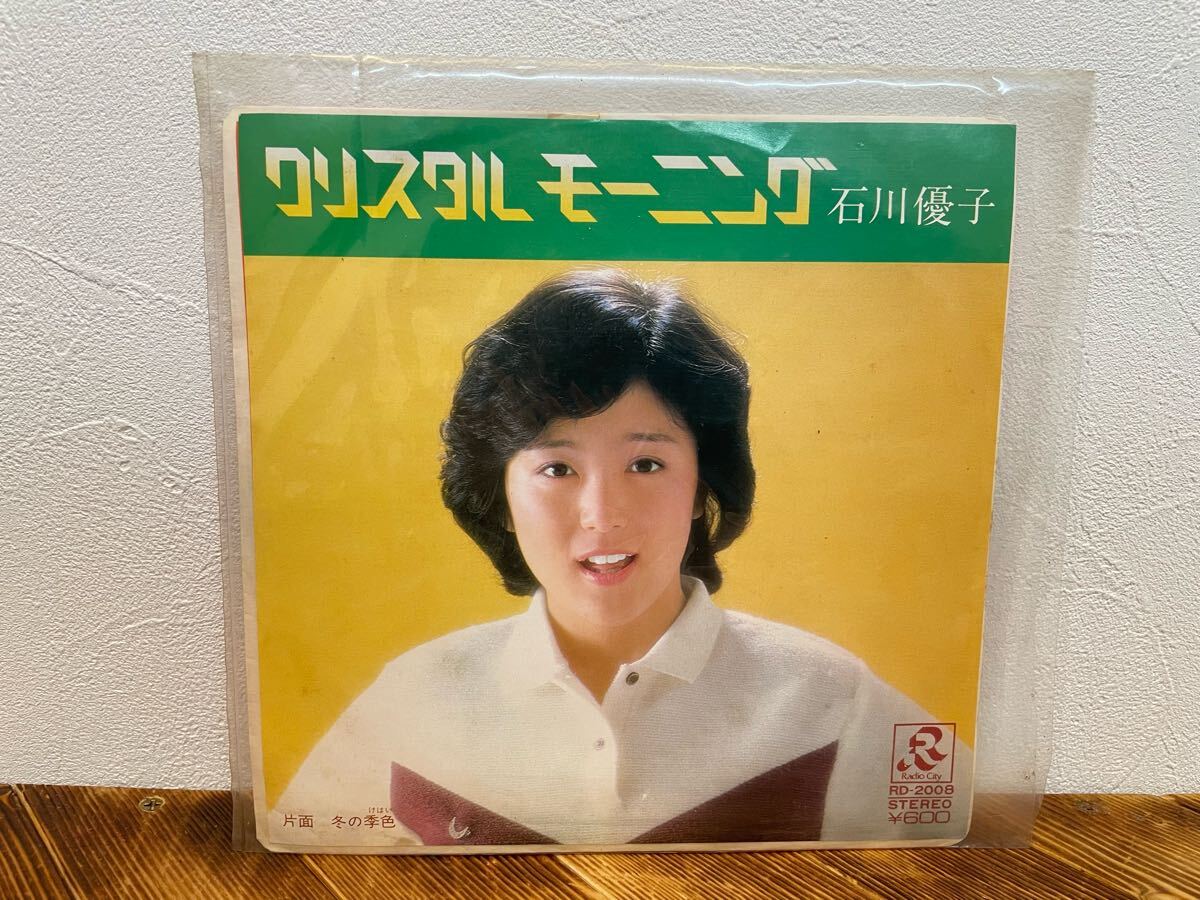 クリスタル モーニング 石川優子
Radio City
RD-2008
STEREO
¥600
けはい
片面 冬の季色